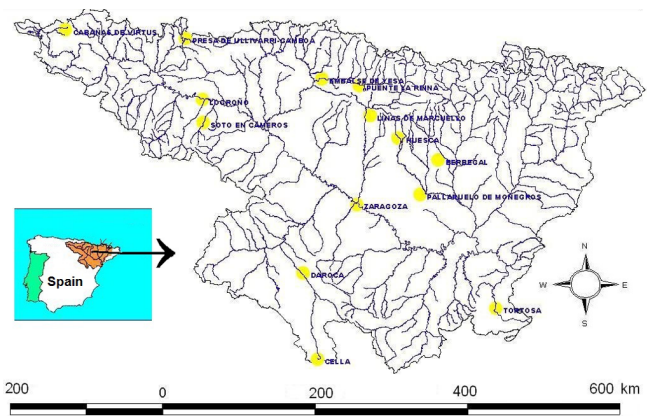 CABAÑAS DE VIRTUS
PRESA DE ULLIVARRI-GAMBOA
EMBALSE DE YESA
PUENTE LA REINA
LOGROÑO
LINAS DE MARCUELLO
SOTO EN CAMEROS
HUESCA
BERBEGAL
PALLARUELO DE MONEGROS
ZARAGOZA
DAROCA
TORTOSA
CELLA
Spain
N
W
E
S
200
0
200
400
600 km